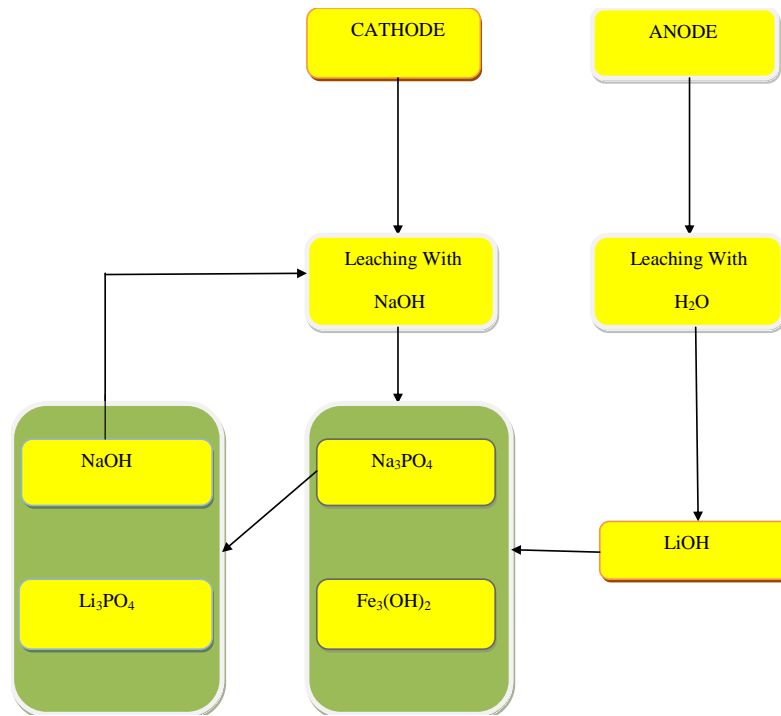 CATHODE
ANODE
Leaching With
NaOH
Leaching With
H₂O
NaOH
Na₃PO₄
LiOH
Li₃PO₄
Fe₃(OH)₂